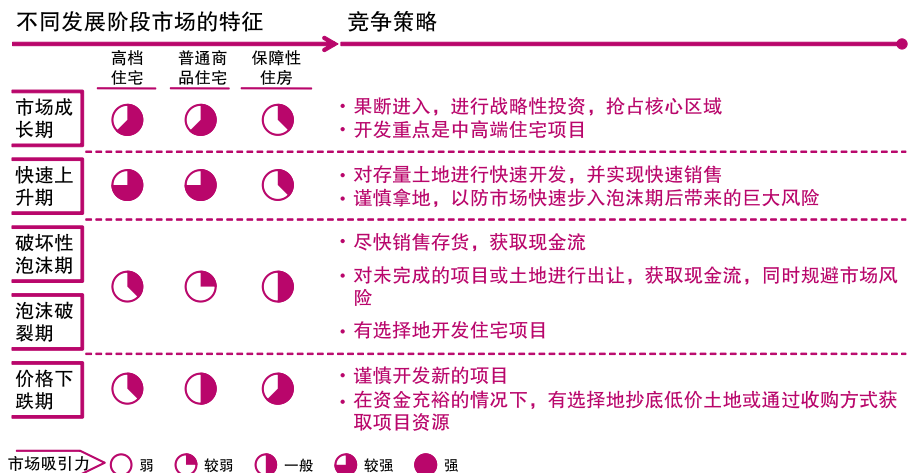 不同发展阶段市场的特征
竞争策略
高档
住宅
普通商
品住宅
保障性
住房
市场成
长期
• 果断进入，进行战略性投资，抢占核心区域
• 开发重点是中高端住宅项目
快速上
升期
• 对存量土地进行快速开发，并实现快速销售
• 谨慎拿地，以防市场快速步入泡沫期后带来的巨大风险
破坏性
泡沫期
• 尽快销售存货，获取现金流
• 对未完成的项目或土地进行出让，获取现金流，同时规避市场风
险
泡沫破
裂期
• 有选择地开发住宅项目
价格下
跌期
• 谨慎开发新的项目
• 在资金充裕的情况下，有选择地抄底低价土地或通过收购方式获
取项目资源
市场吸引力 弱 较弱 一般 较强 强